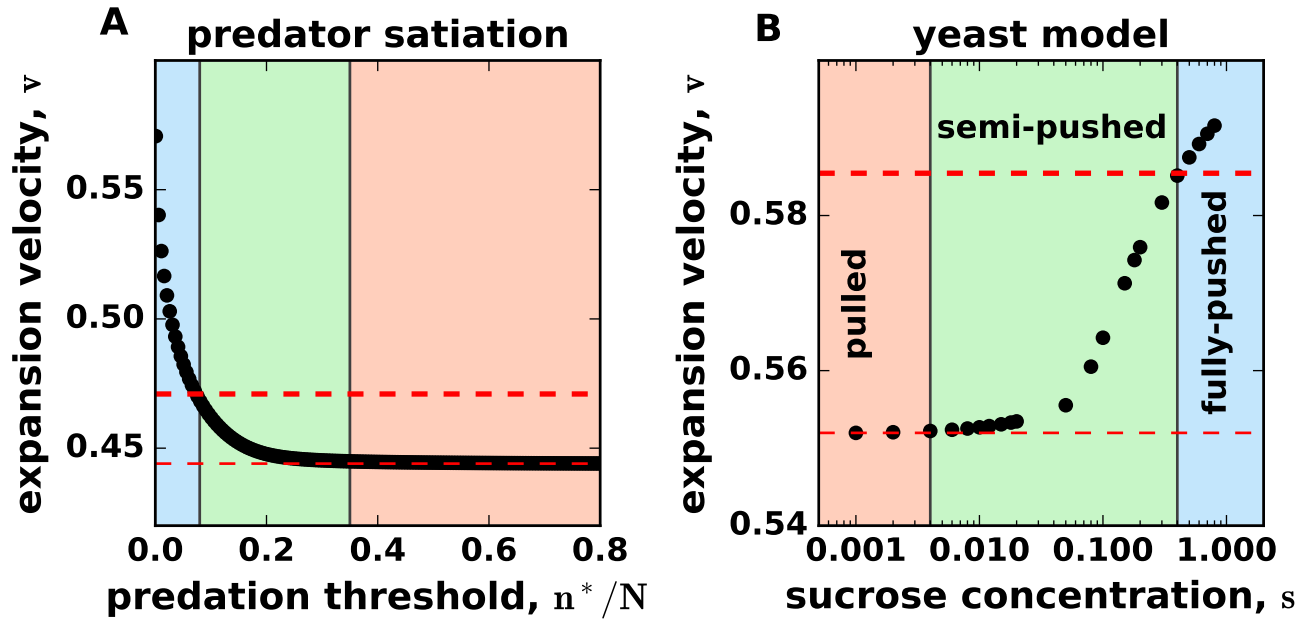 A
predator satiation
expansion velocity, v
0.55
0.50
0.45
0.0 0.2 0.4 0.6 0.8
predation threshold, n*/N
B
yeast model
expansion velocity, v
0.58
0.56
0.54
pulled
semi-pushed
fully-pushed
0.001 0.010 0.100 1.000
sucrose concentration, s